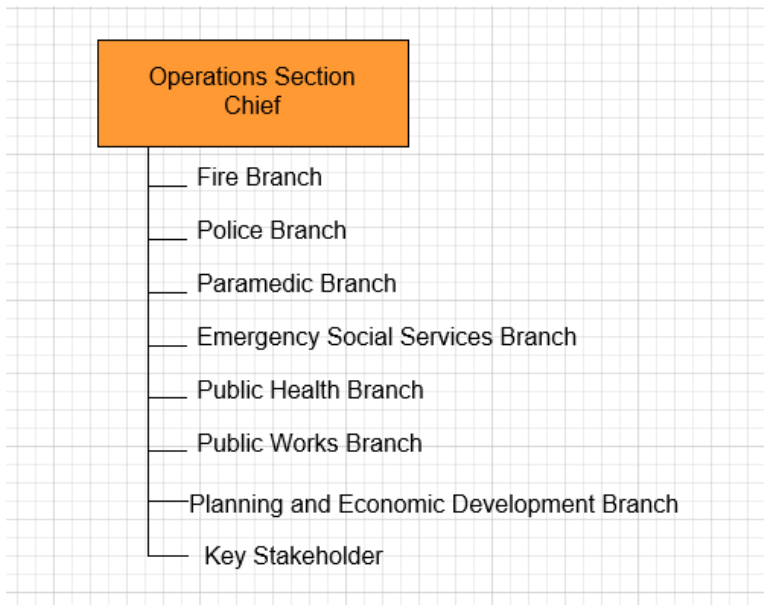 Operations Section
Chief
Fire Branch
Police Branch
Paramedic Branch
Emergency Social Services Branch
Public Health Branch
Public Works Branch
Planning and Economic Development Branch
Key Stakeholder